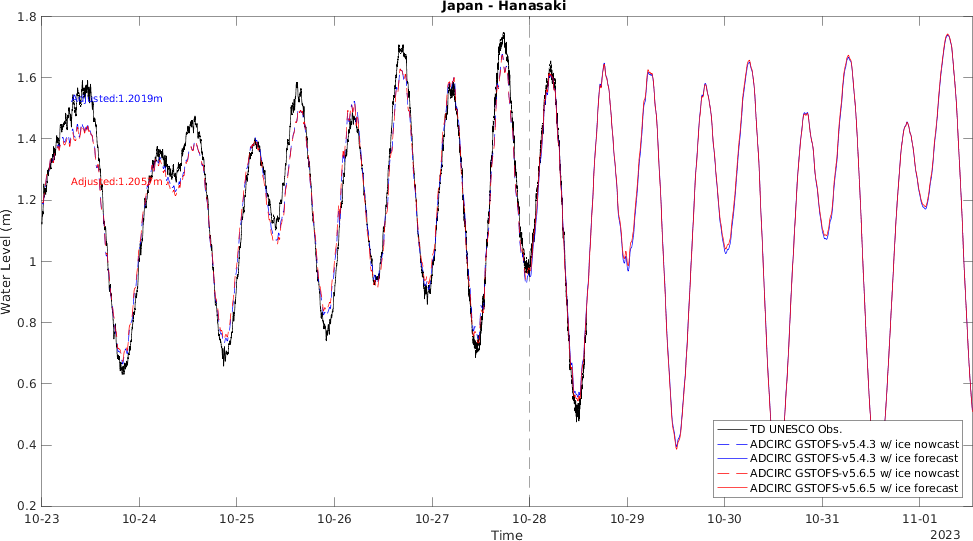 Japan - Hanasaki
1.8
1.6
1.4
1.2
1
0.8
0.6
0.4
0.2
Water Level (m)
Adjusted:1.2019m
Adjusted:1.2057m
TD UNESCO Obs.
ADCIRC GSTOFS-v5.4.3 w/ ice nowcast
ADCIRC GSTOFS-v5.4.3 w/ ice forecast
ADCIRC GSTOFS-v5.6.5 w/ ice nowcast
ADCIRC GSTOFS-v5.6.5 w/ ice forecast
10-23 10-24 10-25 10-26 10-27 10-28 10-29 10-30 10-31 11-01
Time
2023